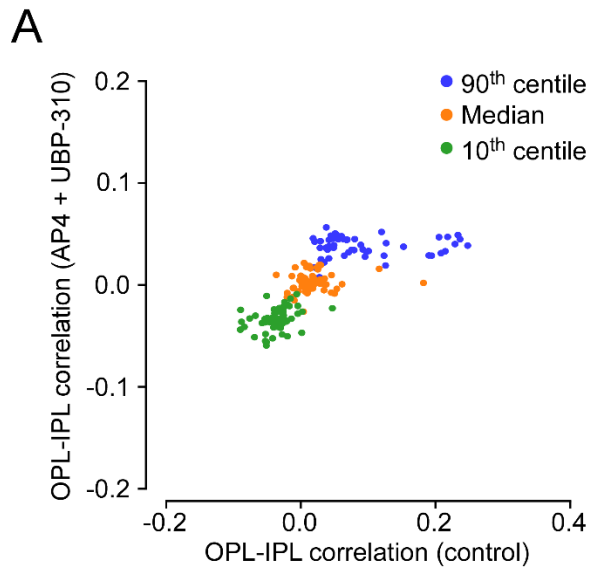 A
OPL-IPL correlation (AP4 + UBP-310)
0.2
0.1
0.0
-0.1
-0.2
90th centile
Median
10th centile
-0.2
0.0
0.2
0.4
OPL-IPL correlation (control)